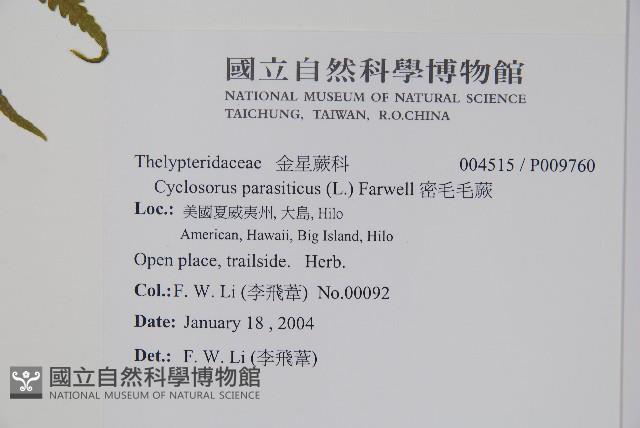 國立自然科學博物館
NATIONAL MUSEUM OF NATURAL SCIENCE
TAICHUNG, TAIWAN, R.O.CHINA
Thelypteridaceae 金星蕨科 004515 / P009760
Cyclosorus parasiticus (L.) Farwell 密毛毛蕨
Loc.: 美國夏威夷州, 大島, Hilo
American, Hawaii, Big Island, Hilo
Open place, trailside. Herb.
Col.:F. W. Li (李飛葦) No.00092
Date: January 18 , 2004
Det.: F. W. Li (李飛葦)
國立自然科學博物館
NATIONAL MUSEUM OF NATURAL SCIENCE